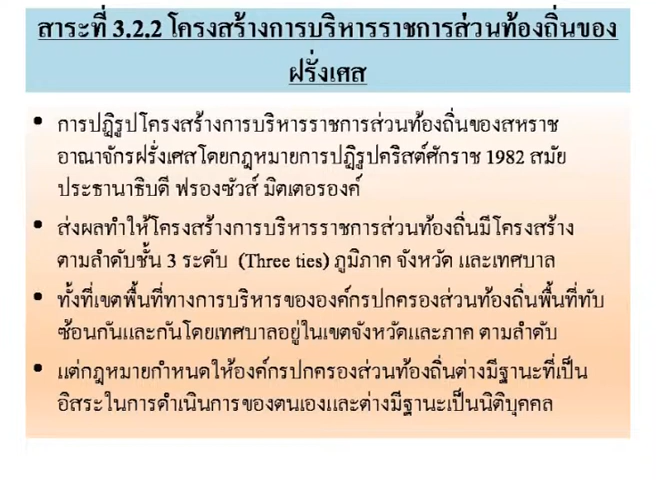 สาระที่ 3.2.2 โครงสร้างการบริหารราชการส่วนท้องถิ่นของ
ฝรั่งเศส
• การปฏิรูปโครงสร้างการบริหารราชการส่วนท้องถิ่นของสหราช
อาณาจักรฝรั่งเศสโดยกฎหมายการปฏิรูปคริสต์ศักราช 1982 สมัย
ประธานาธิบดี ฟรองซัวส์ มิตเตอรองค์
• ส่งผลทำให้โครงสร้างการบริหารราชการส่วนท้องถิ่นมีโครงสร้าง
ตามลำดับชั้น 3 ระดับ (Three ties) ภูมิภาค จังหวัด และเทศบาล
• ทั้งที่เขตพื้นที่ทางการบริหารขององค์กรปกครองส่วนท้องถิ่นพื้นที่ทับ
ซ้อนกันและกันโดยเทศบาลอยู่ในเขตจังหวัดและภาค ตามลำดับ
• แต่กฎหมายกำหนดให้องค์กรปกครองส่วนท้องถิ่นต่างมีฐานะที่เป็น
อิสระในการดำเนินการของตนเองและต่างมีฐานะเป็นนิติบุคคล